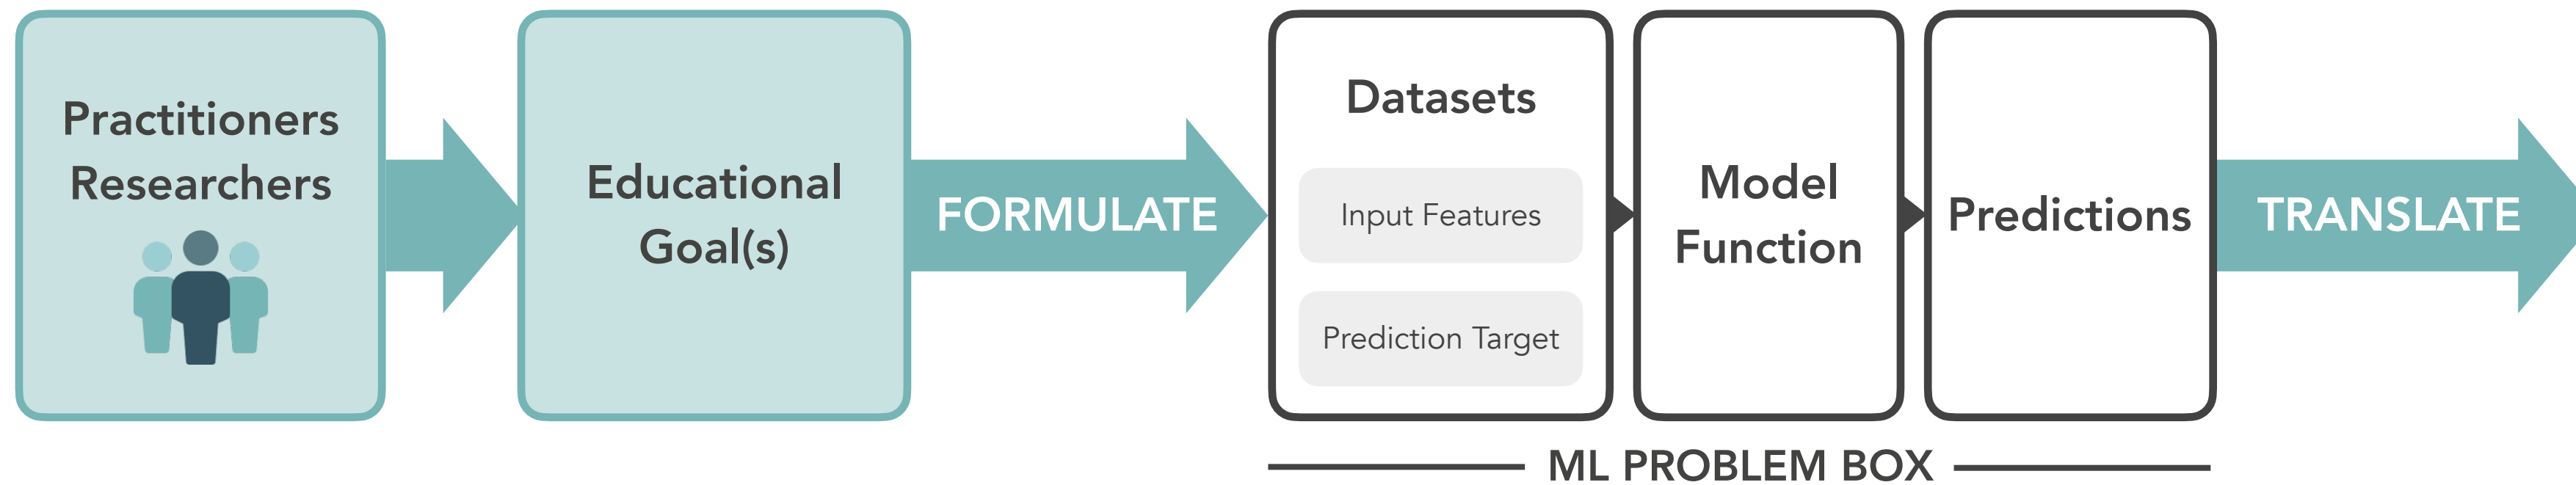 Practitioners
Researchers
Educational
Goal(s)
FORMULATE
Datasets
Input Features
Prediction Target
Model
Function
Predictions
TRANSLATE
ML PROBLEM BOX